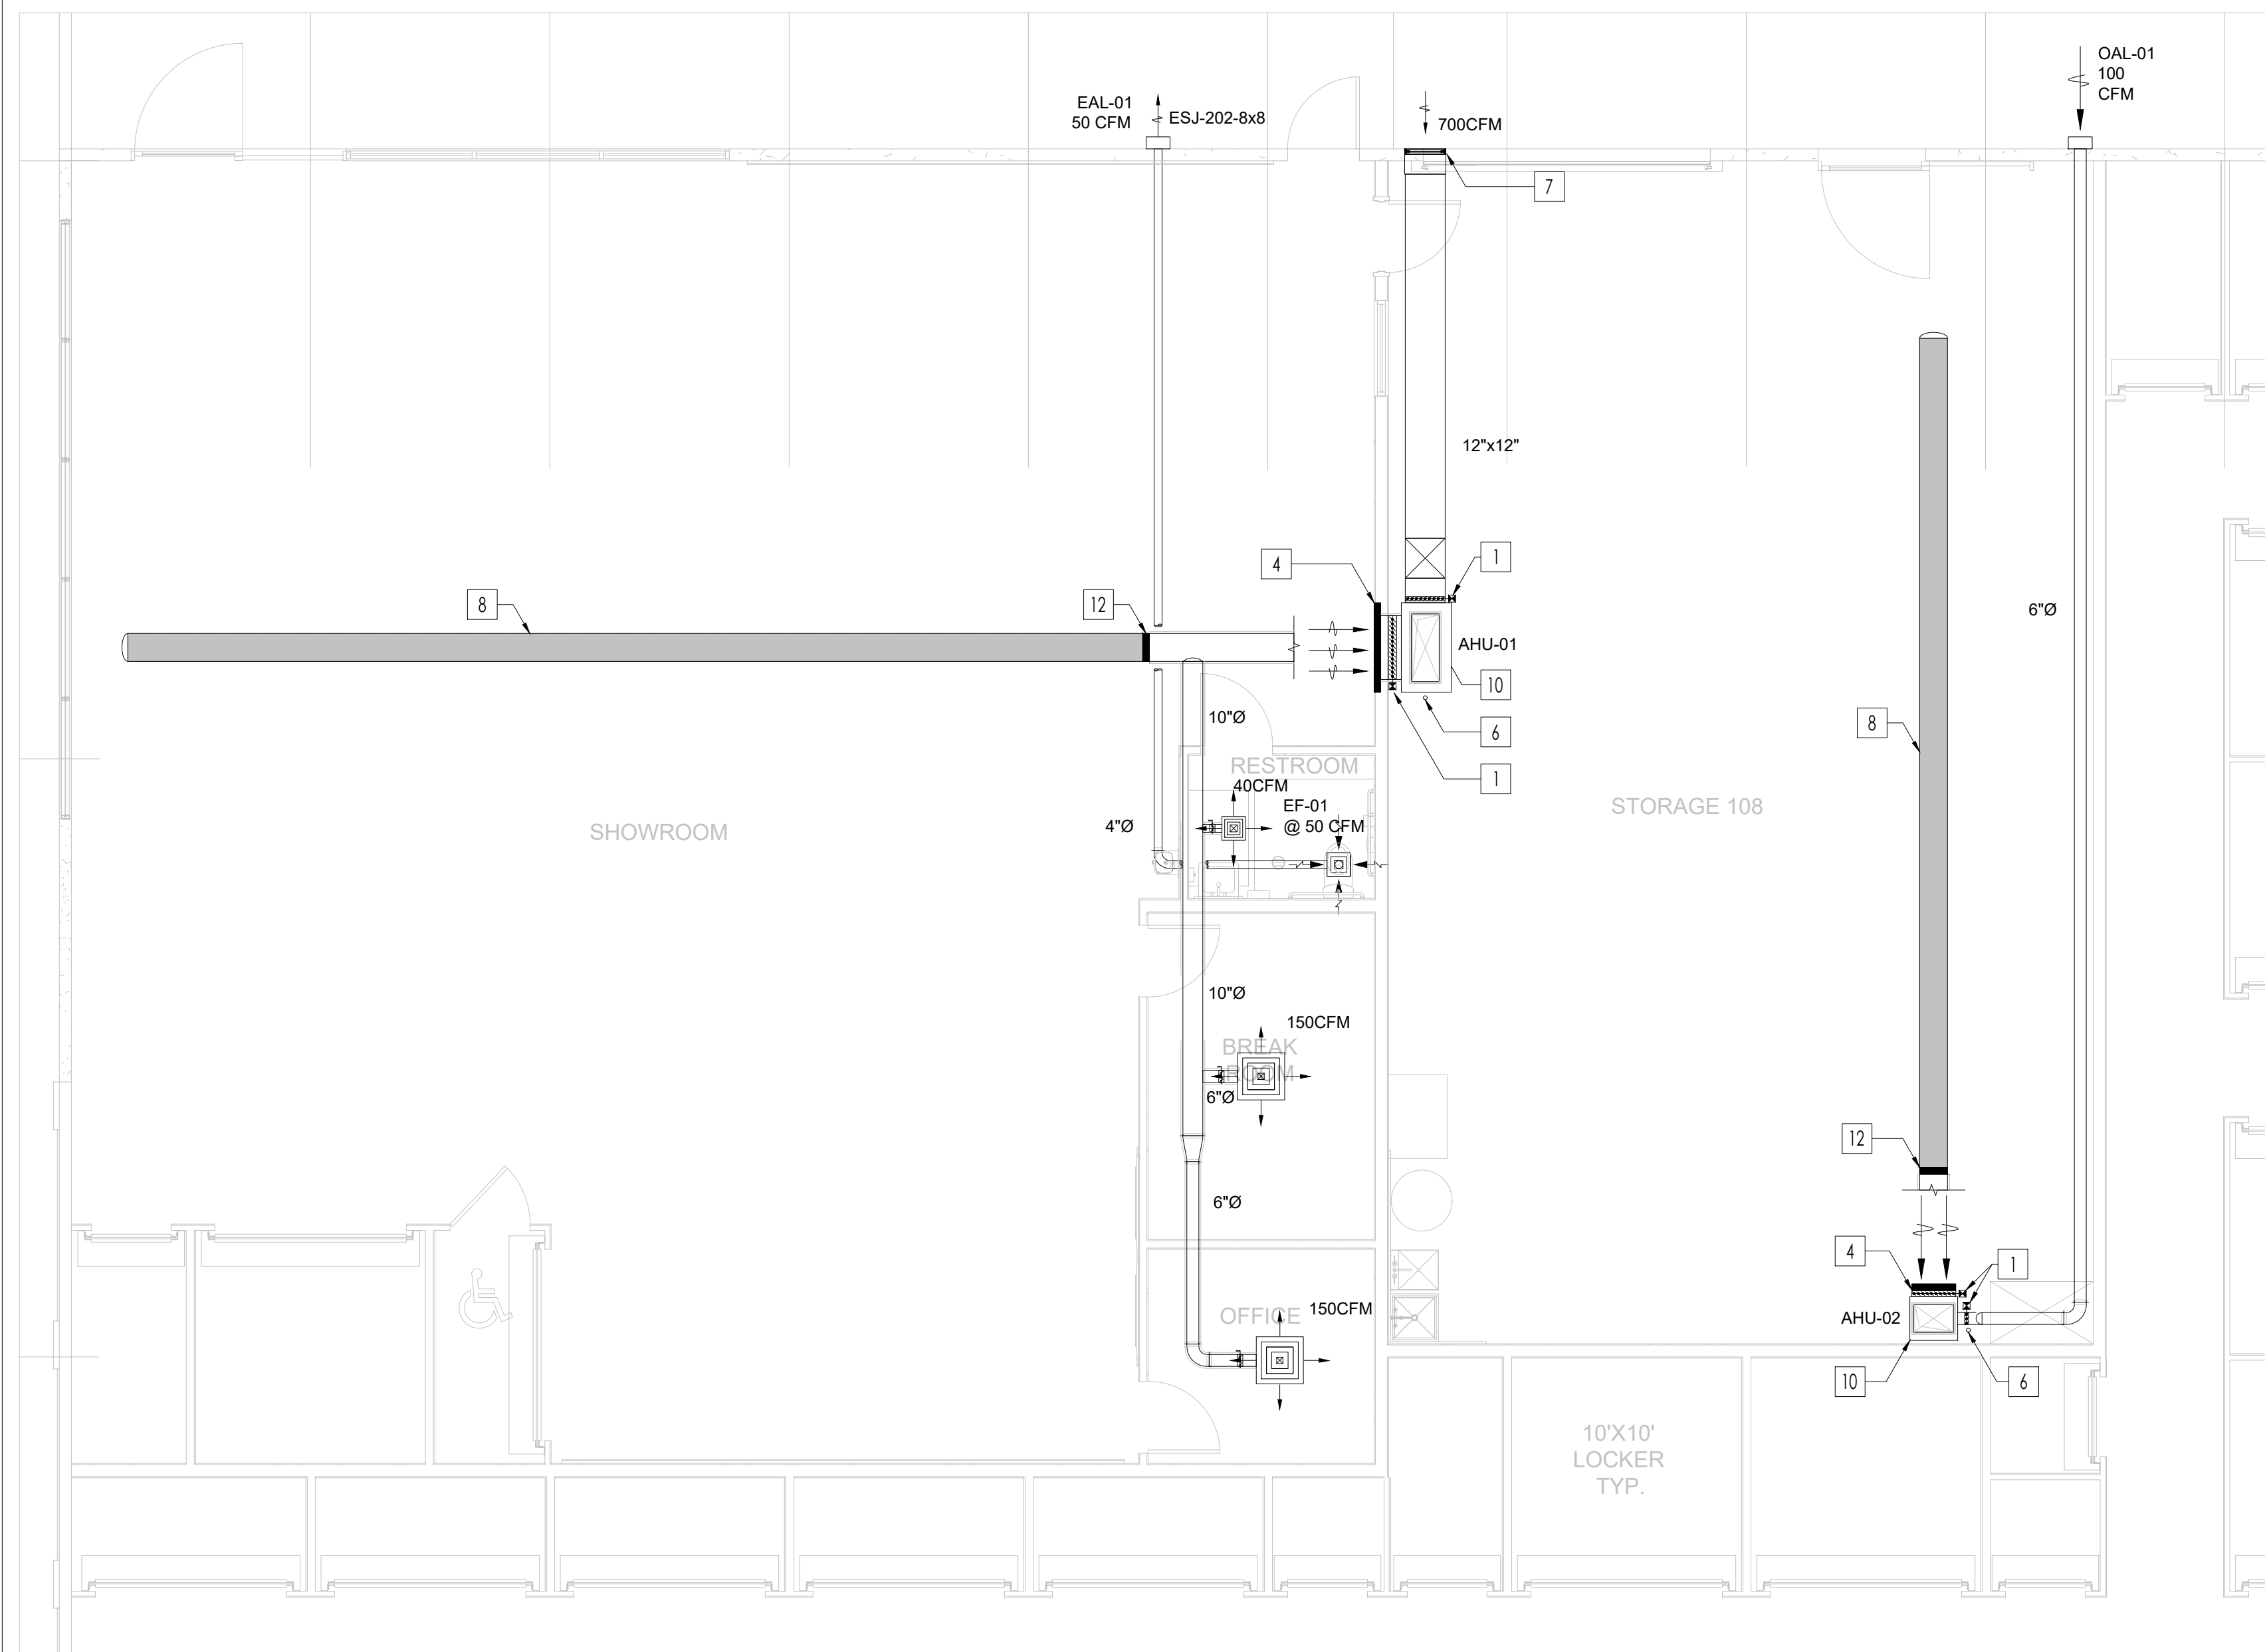 OAL-01
100
CFM
EAL-01
50 CFM
ESJ-202-8x8
700CFM
7
12"x12"
4
1
8
12
6"Ø
AHU-01
10
10"Ø
6
8
RESTROOM
1
40CFM
EF-01
@ 50 CFM
STORAGE 108
SHOWROOM
4"Ø
10"Ø
150CFM
BREAK
ROOM
6"Ø
12
6"Ø
4
1
OFFICE
150CFM
AHU-02
10
6
10'X10'
LOCKER
TYP.